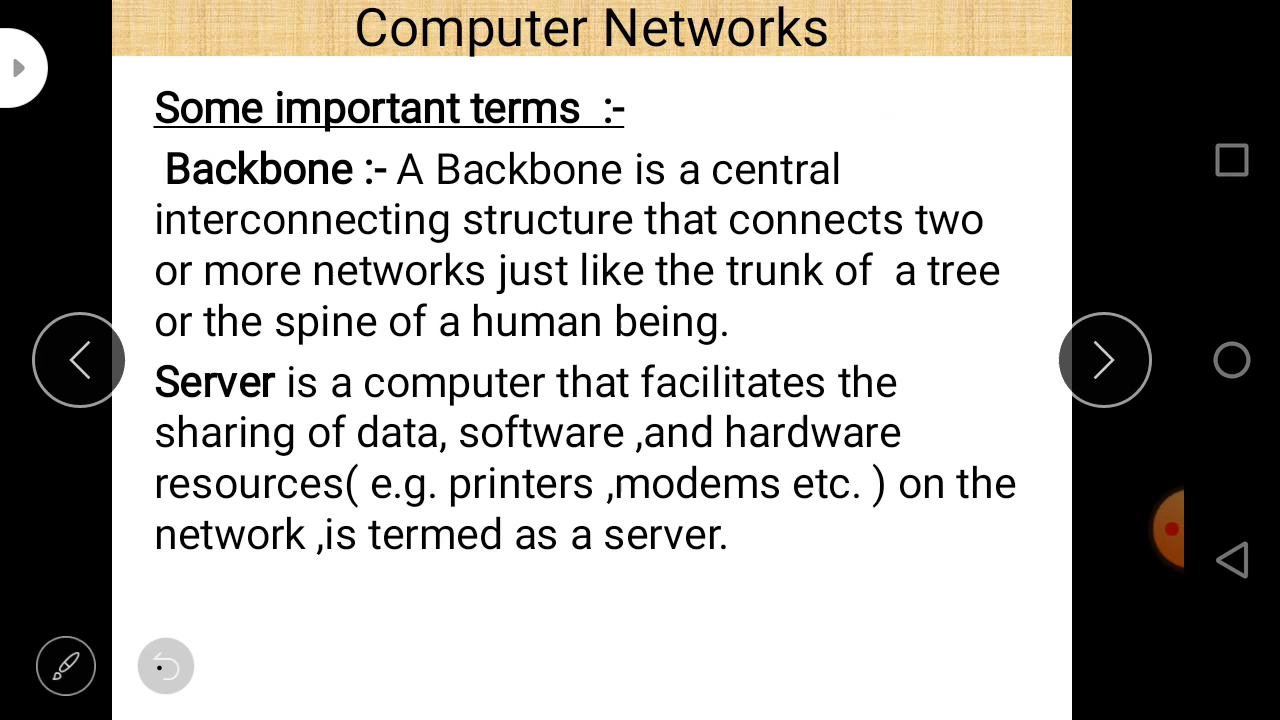 Computer Networks
Some important terms :-
Backbone :- A Backbone is a central
interconnecting structure that connects two
or more networks just like the trunk of a tree
or the spine of a human being.
Server is a computer that facilitates the
sharing of data, software ,and hardware
resources( e.g. printers ,modems etc. ) on the
network ,is termed as a server.